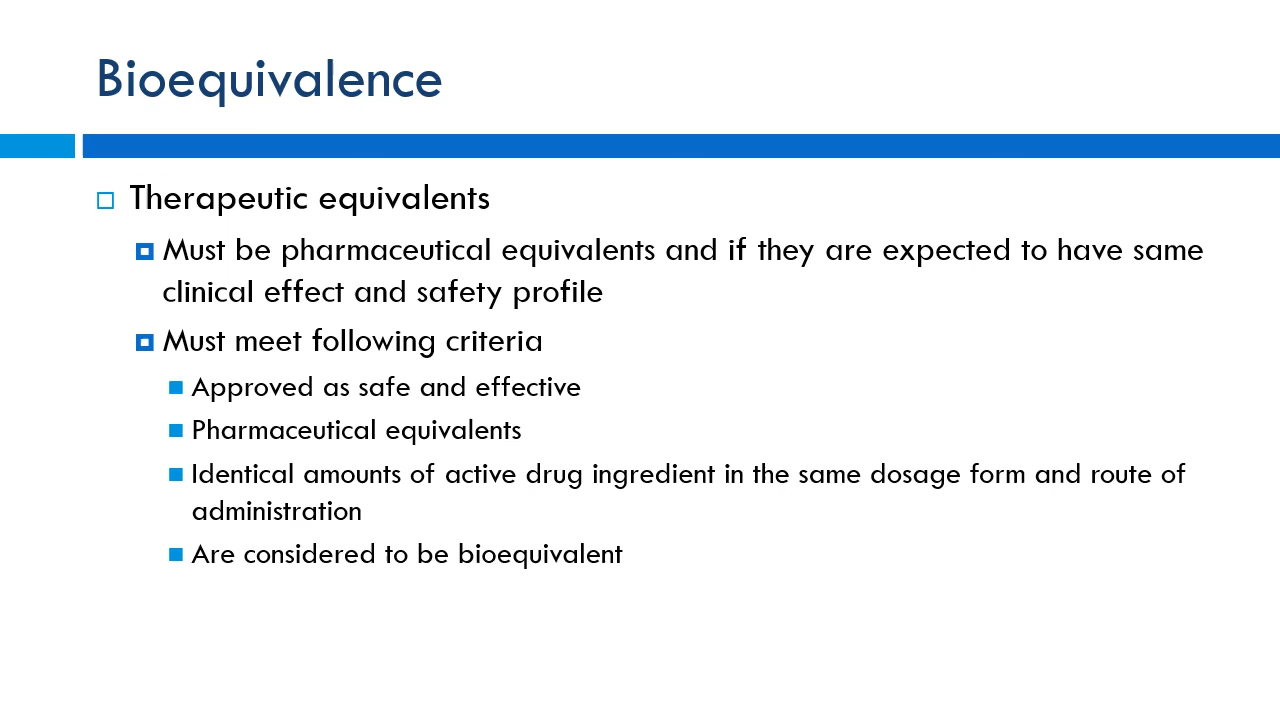 Bioequivalence
Therapeutic equivalents
Must be pharmaceutical equivalents and if they are expected to have same
clinical effect and safety profile
Must meet following criteria
Approved as safe and effective
Pharmaceutical equivalents
Identical amounts of active drug ingredient in the same dosage form and route of
administration
Are considered to be bioequivalent